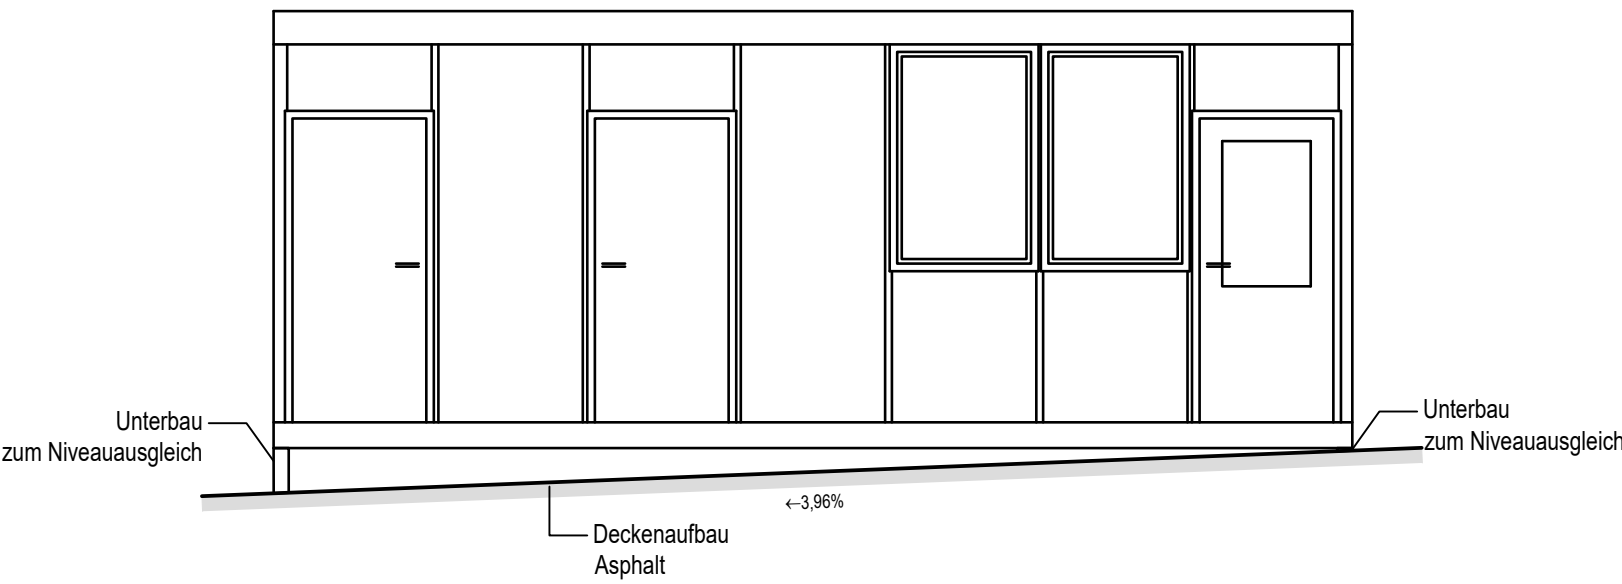 Unterbau
zum Niveauausgleich
Unterbau
zum Niveauausgleich
←3,96%
Deckenaufbau
Asphalt